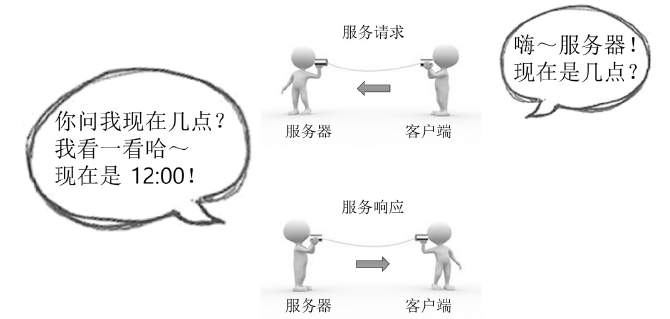 服务请求
嗨～服务器！
现在是几点？
服务器
客户端
你问我现在几点？
我看一看哈～
现在是 12:00！
服务响应
服务器
客户端